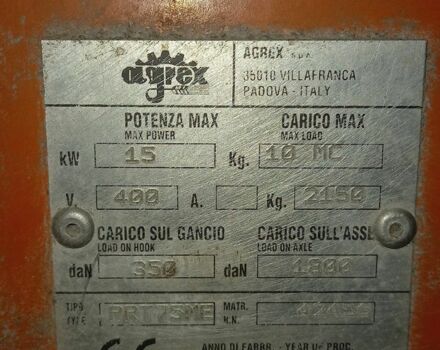 agrex
AGREX S.p.A.
35010 VILLAFRANCA
PADOVA - ITALY
POTENZA MAX CARICO MAX
MAX POWER MAX LOAD
kW 15 Kg. 10 MC
V. 400 A. Kg. 2150
CARICO SUL GANCIO CARICO SULL'ASSE
LOAD ON HOOK LOAD ON AXLE
daN 350 daN 1800
TIPO MATR.
TYPE PRT75ME H.N.
CE ANNO DI FABBR. - YEAR OF PROD.